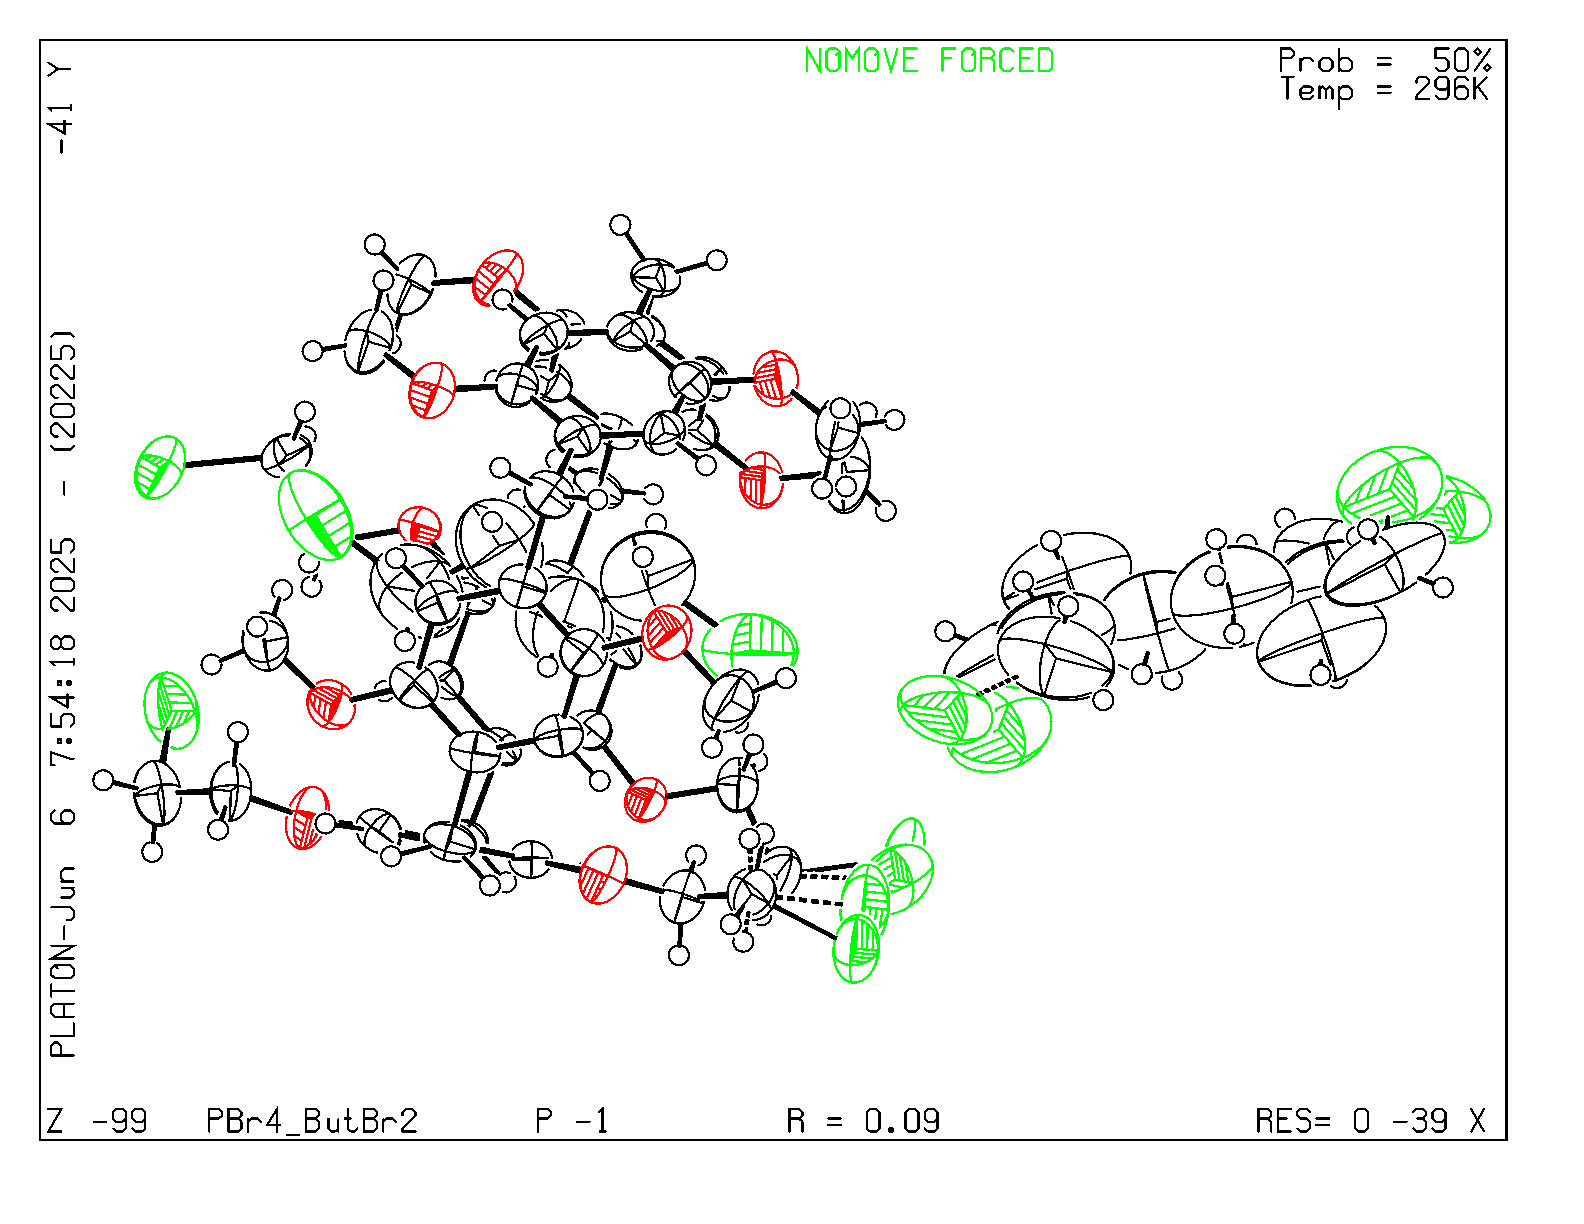 NOMOVE FORCED
Prob = 50%
Temp = 296K
PLATON-Jun 6 7:54:18 2025 - (20225) -41 Y
Z -99 PBr4_ButBr2 P -1 R = 0.09 RES= 0 -39 X